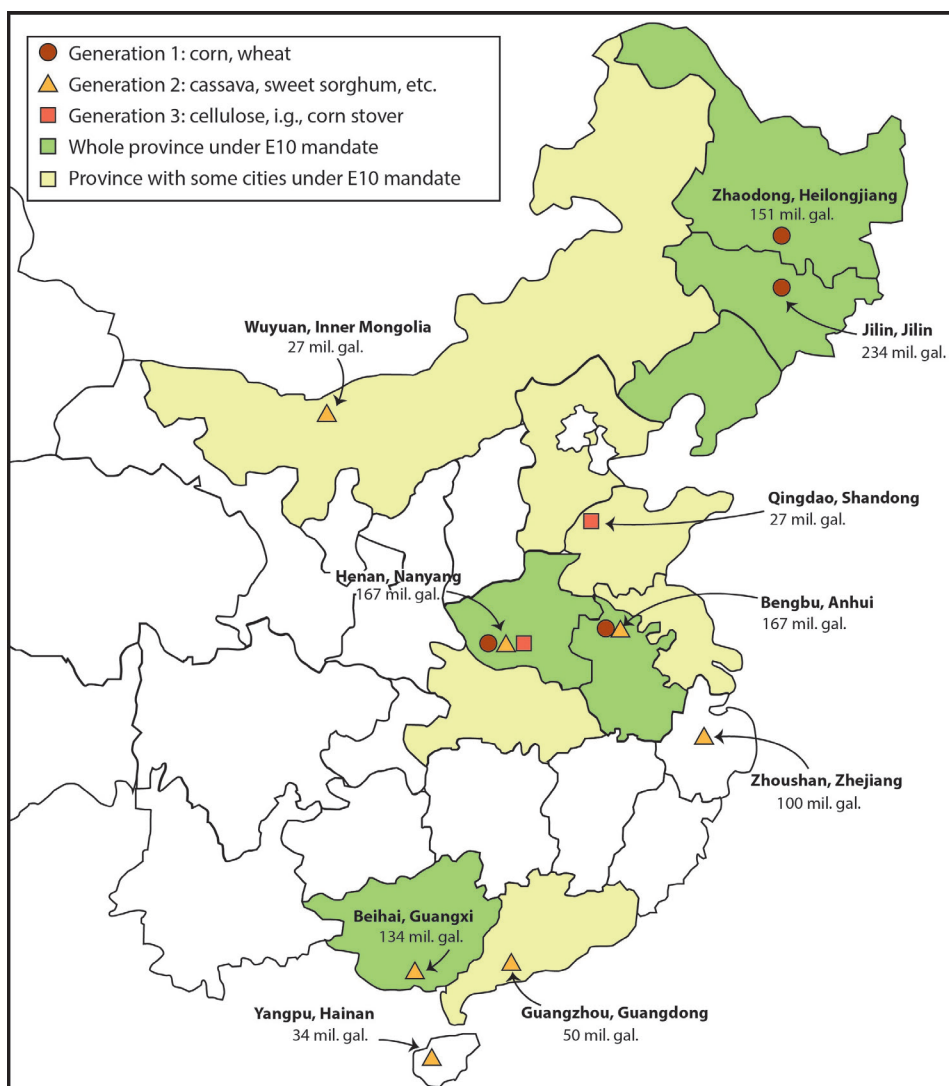 Generation 1: corn, wheat
Generation 2: cassava, sweet sorghum, etc.
Generation 3: cellulose, i.g., corn stover
Whole province under E10 mandate
Province with some cities under E10 mandate
Zhaodong, Heilongjiang
151 mil. gal.
Wuyuan, Inner Mongolia
27 mil. gal.
Jilin, Jilin
234 mil. gal.
Qingdao, Shandong
27 mil. gal.
Henan, Nanyang
167 mil. gal.
Bengbu, Anhui
167 mil. gal.
Zhoushan, Zhejiang
100 mil. gal.
Beihai, Guangxi
134 mil. gal.
Yangpu, Hainan
34 mil. gal.
Guangzhou, Guangdong
50 mil. gal.